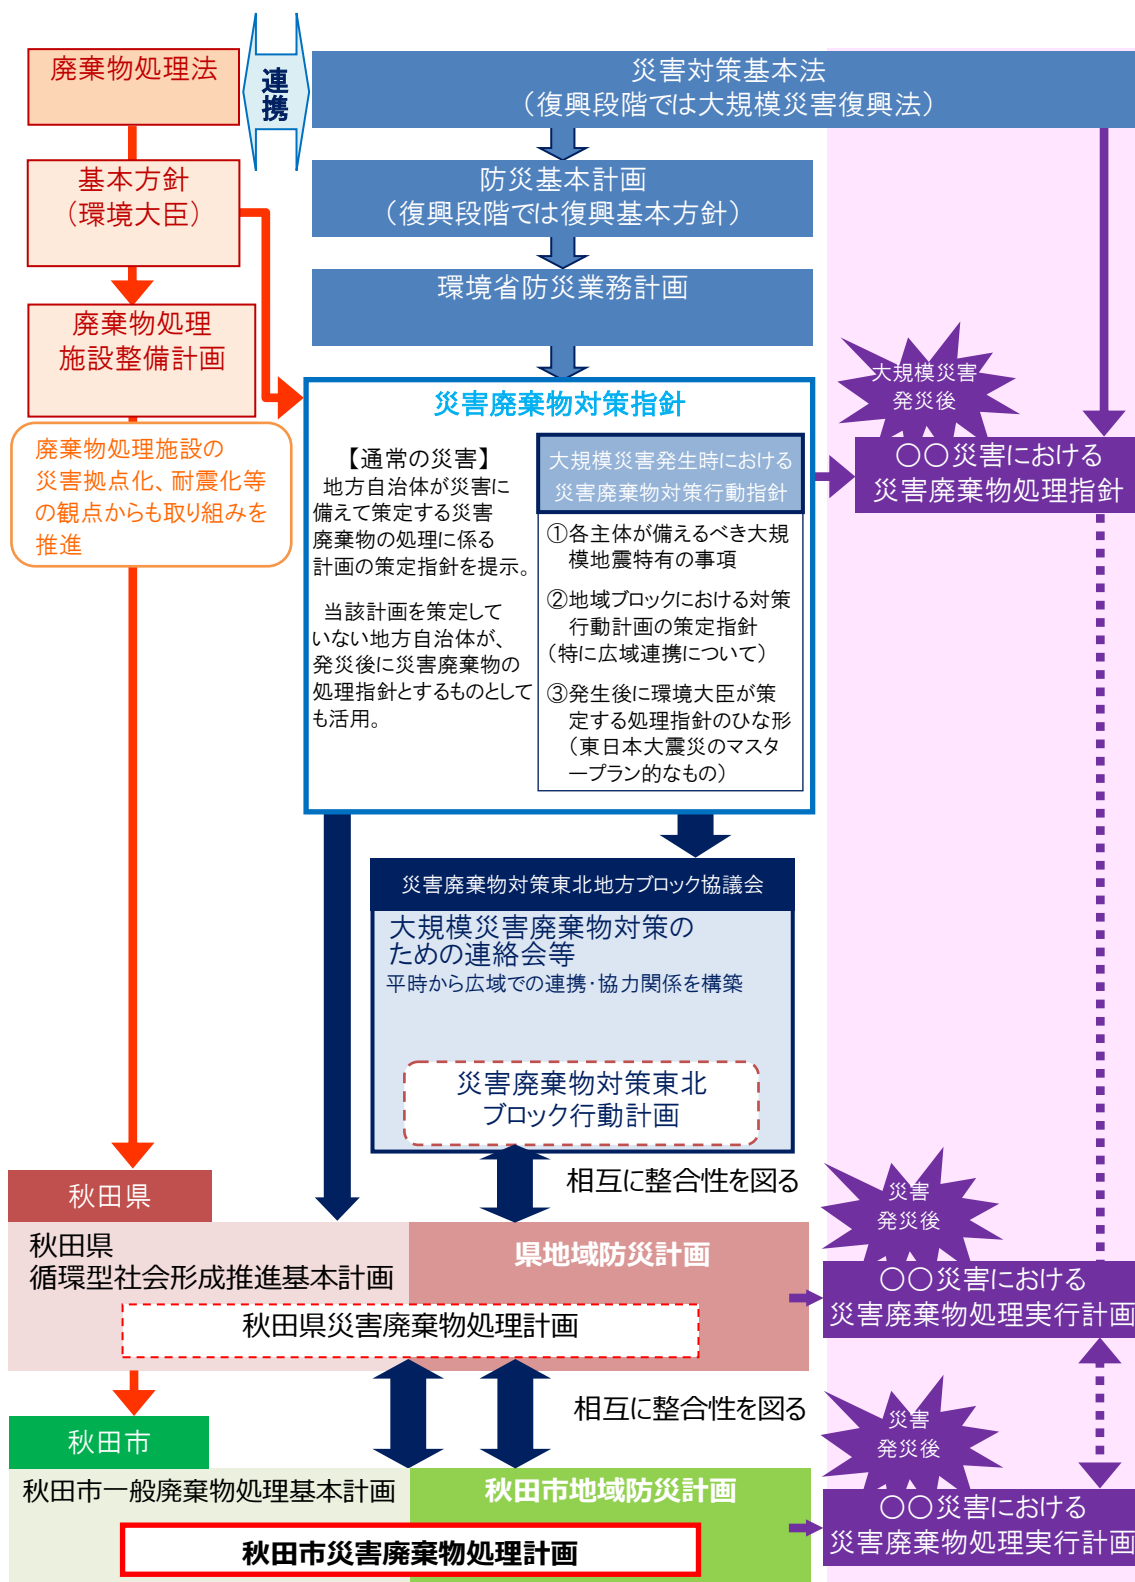 廃棄物処理法
連携
災害対策基本法
（復興段階では大規模災害復興法）
基本方針
（環境大臣）
防災基本計画
（復興段階では復興基本方針）
環境省防災業務計画
廃棄物処理
施設整備計画
廃棄物処理施設の
災害拠点化、耐震化等
の観点からも取り組みを
推進
災害廃棄物対策指針
【通常の災害】
地方自治体が災害に
備えて策定する災害
廃棄物の処理に係る
計画の策定指針を提示。
当該計画を策定して
いない地方自治体が、
発災後に災害廃棄物の
処理指針とするものとして
も活用。
大規模災害発生時における
災害廃棄物対策行動指針
①各主体が備えるべき大規
模地震特有の事項
②地域ブロックにおける対策
行動計画の策定指針
（特に広域連携について）
③発生後に環境大臣が策
定する処理指針のひな形
（東日本大震災のマスタ
ープラン的なもの）
大規模災害
発災後
〇〇災害における
災害廃棄物処理指針
災害廃棄物対策東北地方ブロック協議会
大規模災害廃棄物対策の
ための連絡会等
平時から広域での連携・協力関係を構築
災害廃棄物対策東北
ブロック行動計画
相互に整合性を図る
秋田県
秋田県
循環型社会形成推進基本計画
県地域防災計画
秋田県災害廃棄物処理計画
災害
発災後
〇〇災害における
災害廃棄物処理実行計画
相互に整合性を図る
秋田市
秋田市一般廃棄物処理基本計画
秋田市地域防災計画
秋田市災害廃棄物処理計画
災害
発災後
〇〇災害における
災害廃棄物処理実行計画